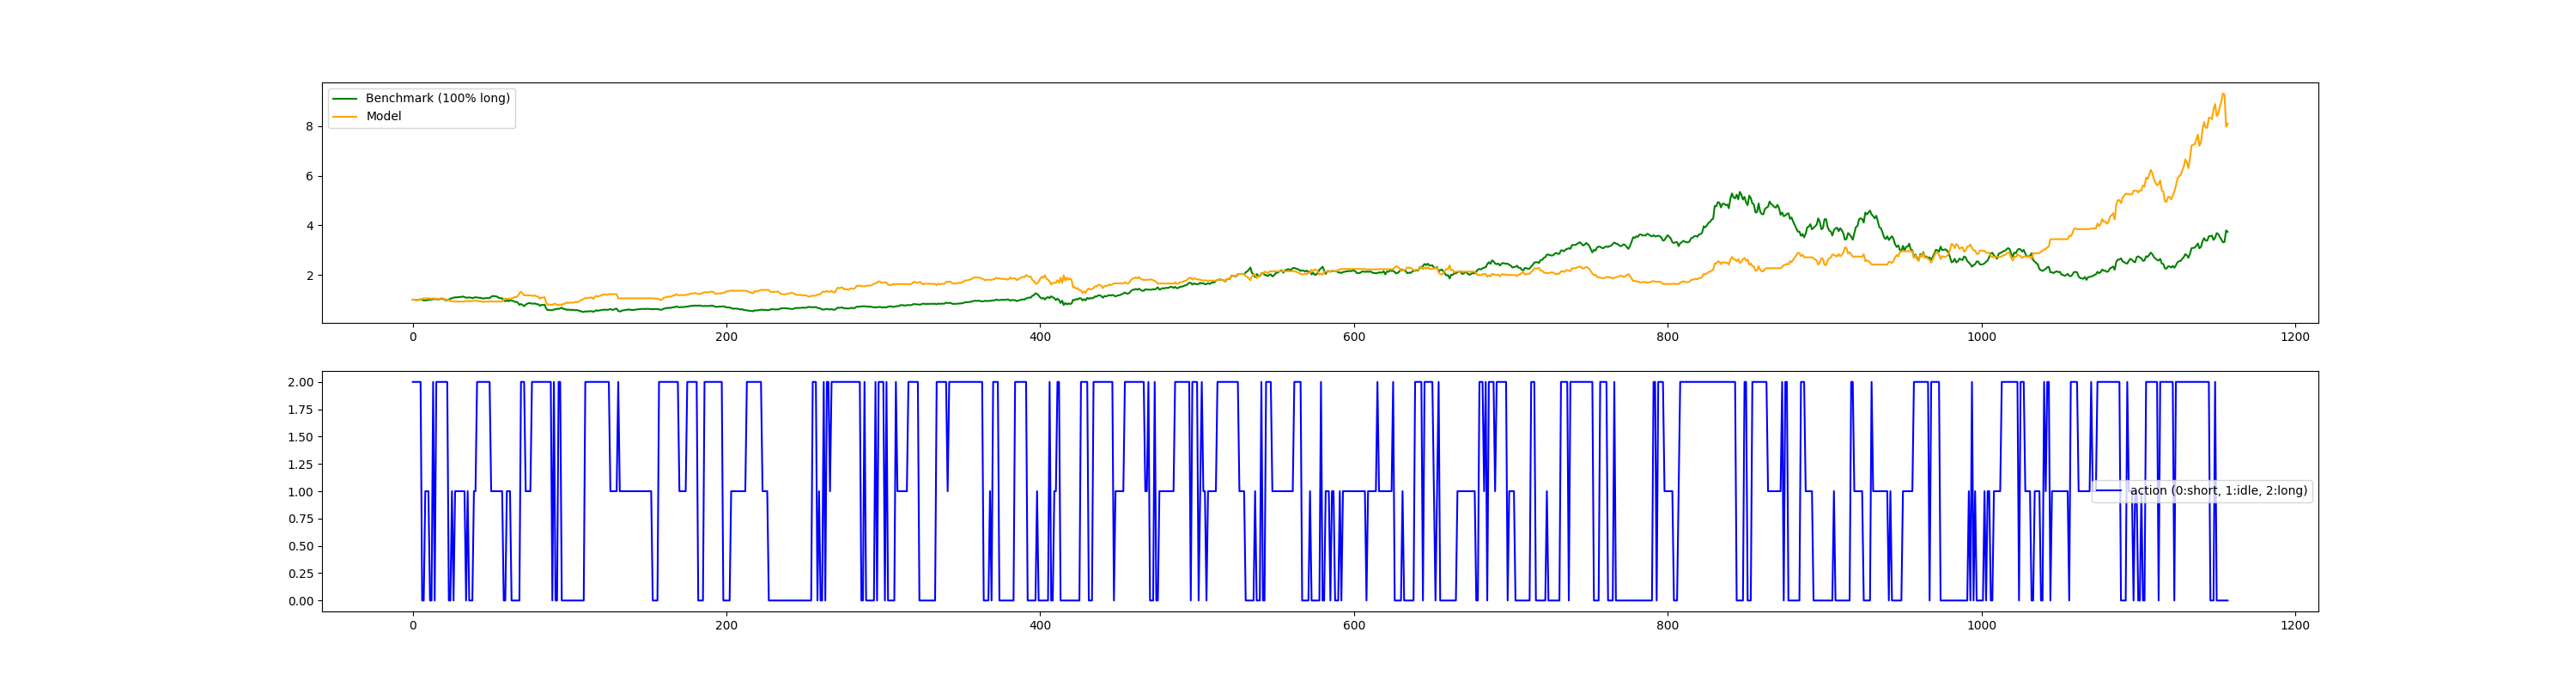 Benchmark (100% long)
Model
8
6
4
2
0 200 400 600 800 1000 1200
2.00
1.75
1.50
1.25
1.00
0.75
0.50
0.25
0.00
action (0:short, 1:idle, 2:long)
0 200 400 600 800 1000 1200